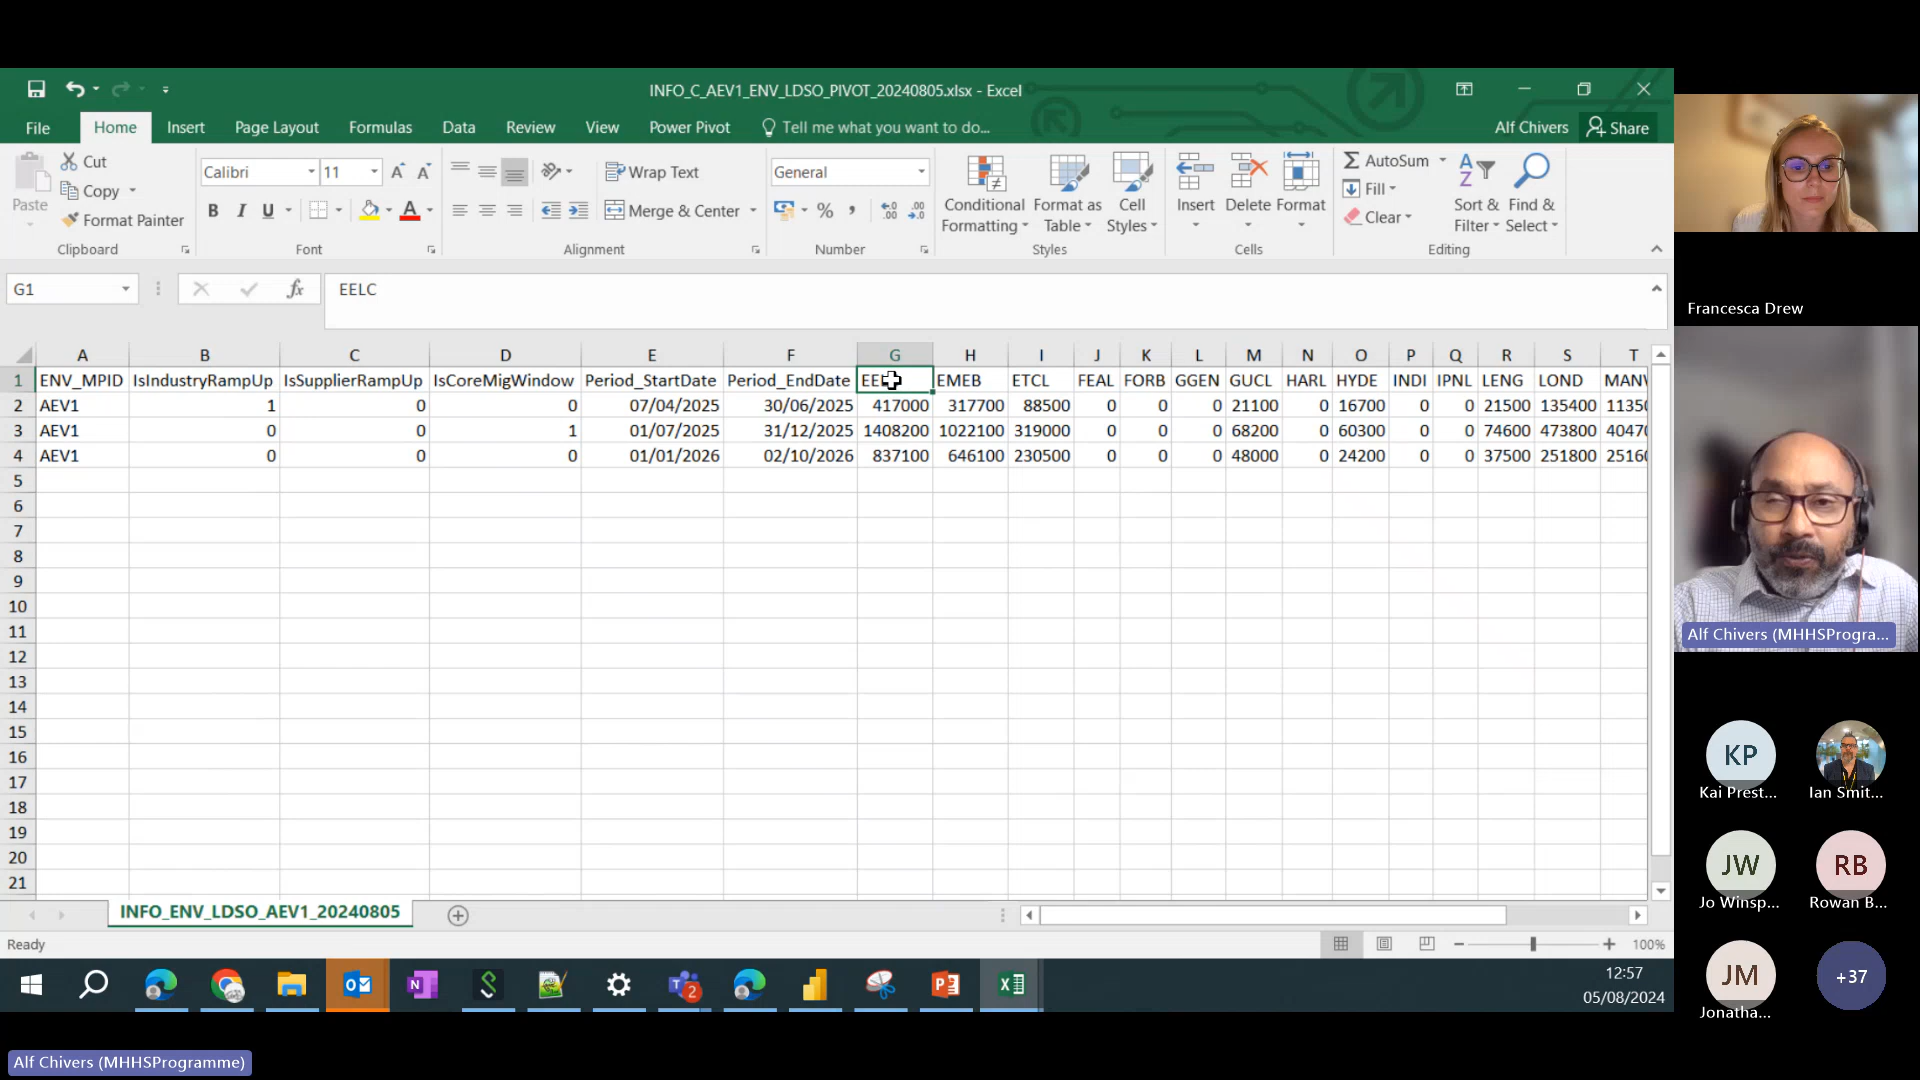 INFO_C_AEV1_ENV_LDSO_PIVOT_20240805.xlsx - Excel
File Home Insert Page Layout Formulas Data Review View Power Pivot Tell me what you want to do... Alf Chivers Share
Paste Cut Copy Format Painter Clipboard
Calibri 11 B I U A Font
Wrap Text Merge & Center Alignment
General % , Number
Conditional Formatting Format as Table Cell Styles Styles
Insert Delete Format Cells
AutoSum Fill Clear Sort & Filter Find & Select Editing
G1 fx EELC
A B C D E F G H I J K L M N O P Q R S T
1 ENV_MPID IsIndustryRampUp IsSupplierRampUp IsCoreMigWindow Period_StartDate Period_EndDate EEL EMEB ETCL FEAL FORB GGEN GUCL HARL HYDE INDI IPNL LENG LOND MANV
2 AEV1 1 0 0 07/04/2025 30/06/2025 417000 317700 88500 0 0 0 21100 0 16700 0 0 21500 135400 1135
3 AEV1 0 0 1 01/07/2025 31/12/2025 1408200 1022100 319000 0 0 0 68200 0 60300 0 0 74600 473800 4047
4 AEV1 0 0 0 01/01/2026 02/10/2026 837100 646100 230500 0 0 0 48000 0 24200 0 0 37500 251800 2516
5
6
7
8
9
10
11
12
13
14
15
16
17
18
19
20
21
INFO_ENV_LDSO_AEV1_20240805
Ready 100%
12:57
05/08/2024
Francesca Drew
Alf Chivers (MHHSProgra...
KP
Kai Prest... Ian Smit...
JW RB
Jo Winsp... Rowan B...
JM +37
Jonatha...
Alf Chivers (MHHSProgramme)